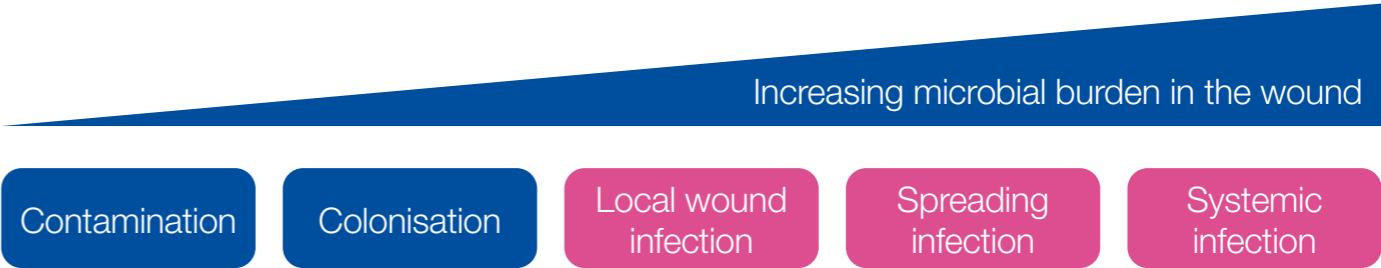 Increasing microbial burden in the wound
Contamination
Colonisation
Local wound
infection
Spreading
infection
Systemic
infection